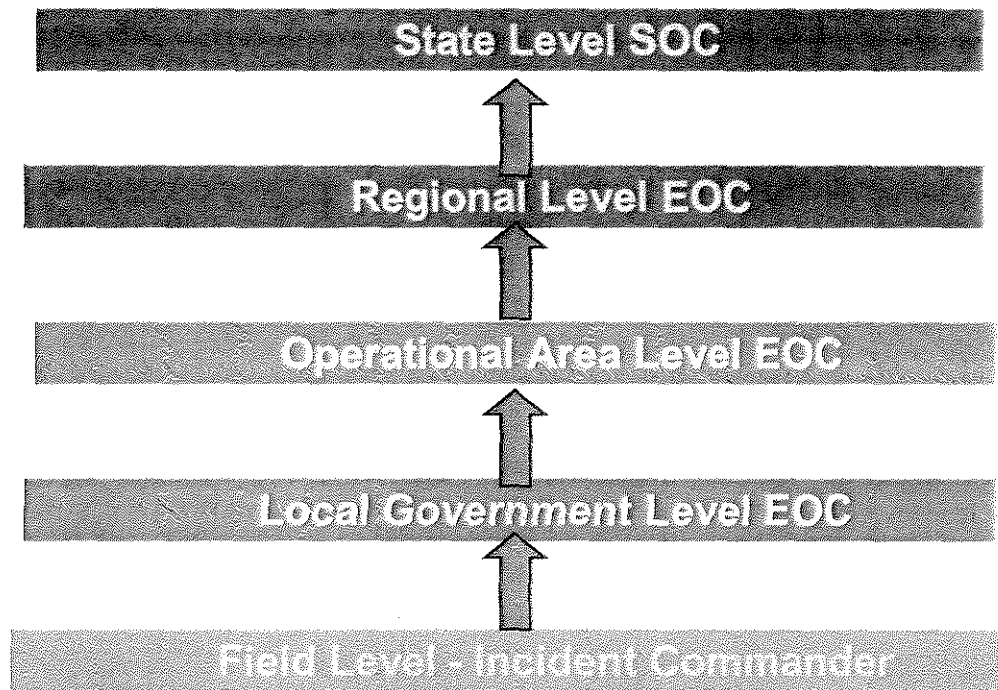 State Level SOC
Regional Level EOC
Operational Area Level EOC
Local Government Level EOC
Field Level - Incident Commander